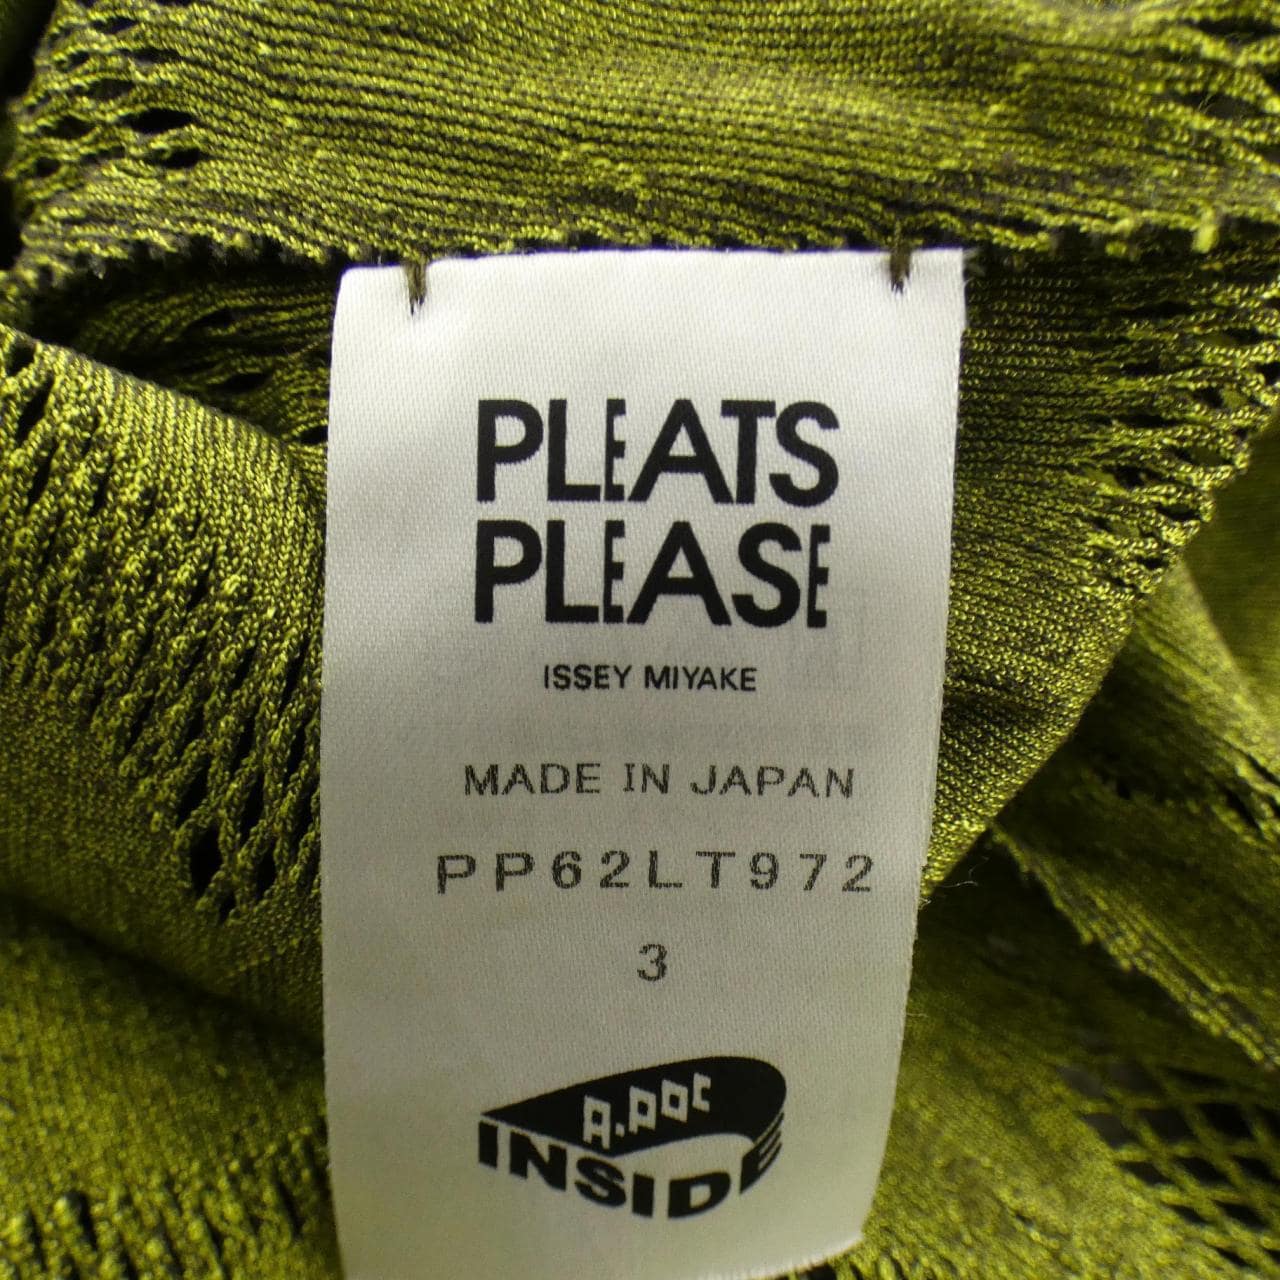 PLEATS
PLEASE
ISSEY MIYAKE
MADE IN JAPAN
PP62LT972
3
A.POC
INSIDE